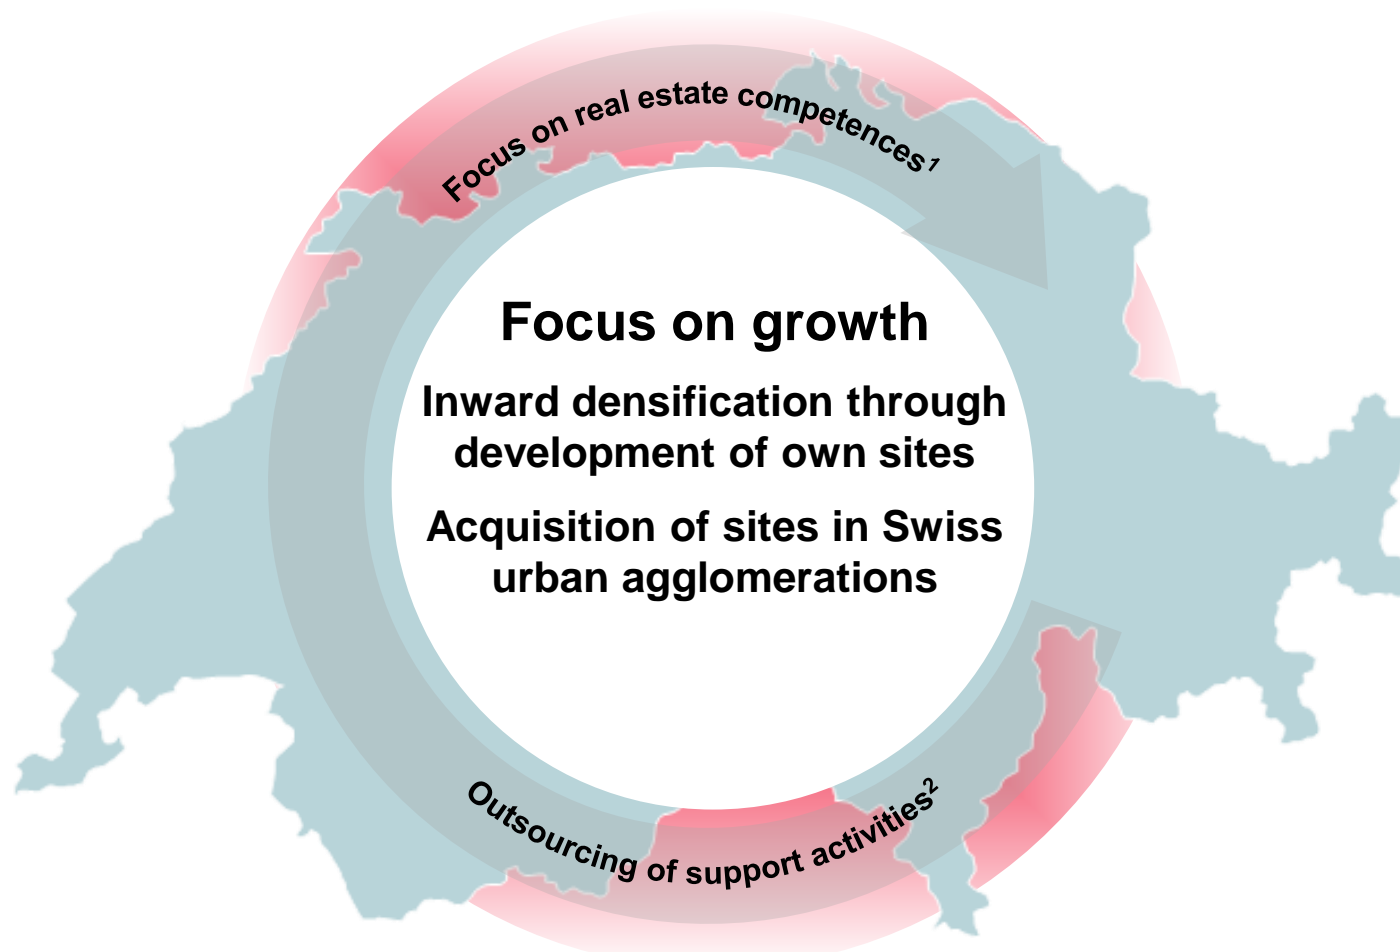 Focus on real estate competences¹
Focus on growth
Inward densification through
development of own sites
Acquisition of sites in Swiss
urban agglomerations
Outsourcing of support activities²